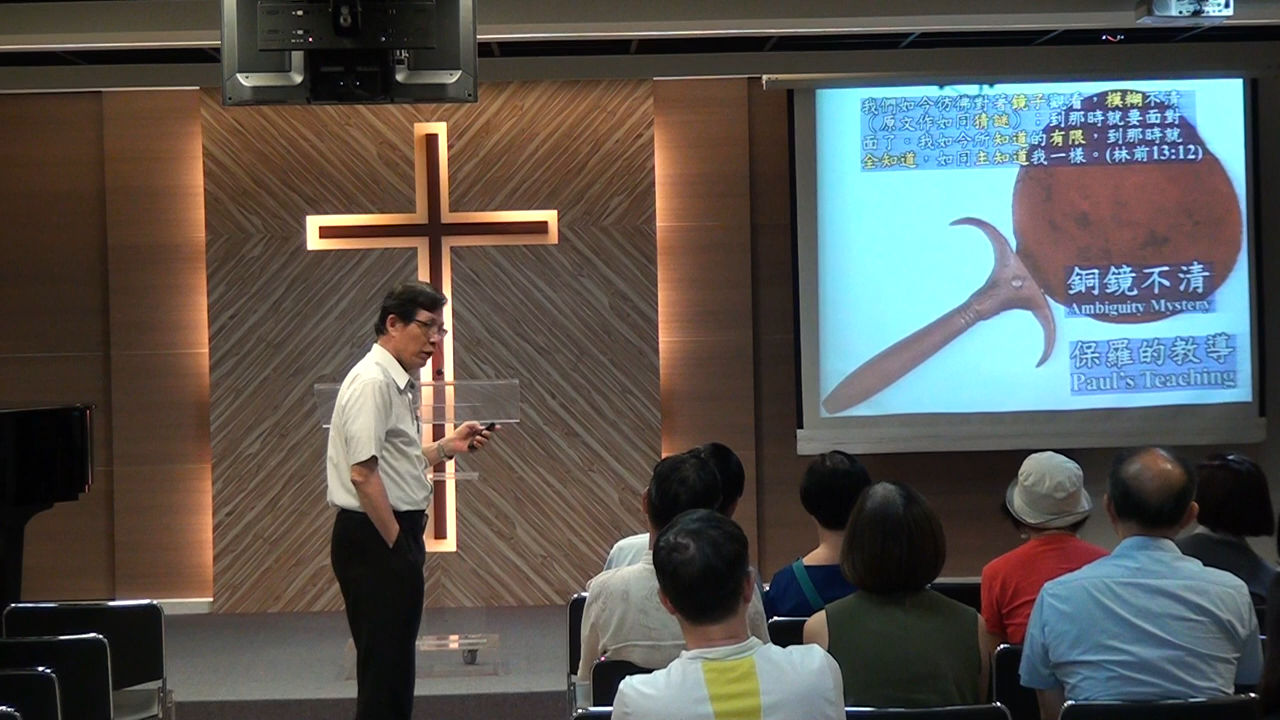 我們如今彷彿對著鏡子觀看，模糊不清
（原文作如同猜謎）；到那時就要面對
面了。我如今所知道的有限，到那時就
全知道，如同主知道我一樣。(林前13:12)
銅鏡不清
Ambiguity Mystery
保羅的教導
Paul's Teaching